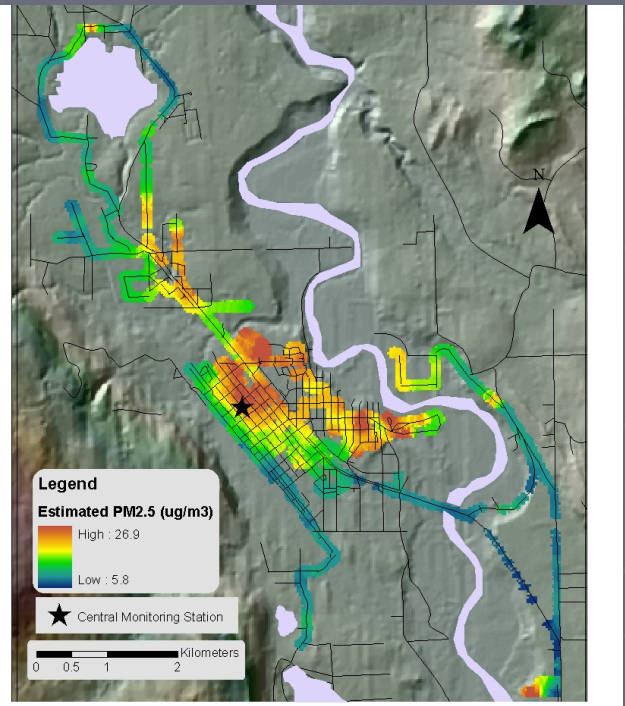 N
Legend
Estimated PM2.5 (ug/m3)
High : 26.9
Low : 5.8
Central Monitoring Station
Kilometers
0 0.5 1 2